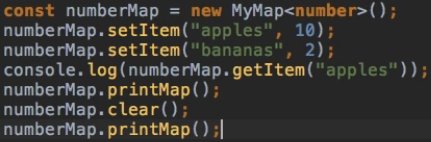 const numberMap = new MyMap<number>();
numberMap.setItem("apples", 10);
numberMap.setItem("bananas", 2);
console.log(numberMap.getItem("apples"));
numberMap.printMap();
numberMap.clear();
numberMap.printMap();